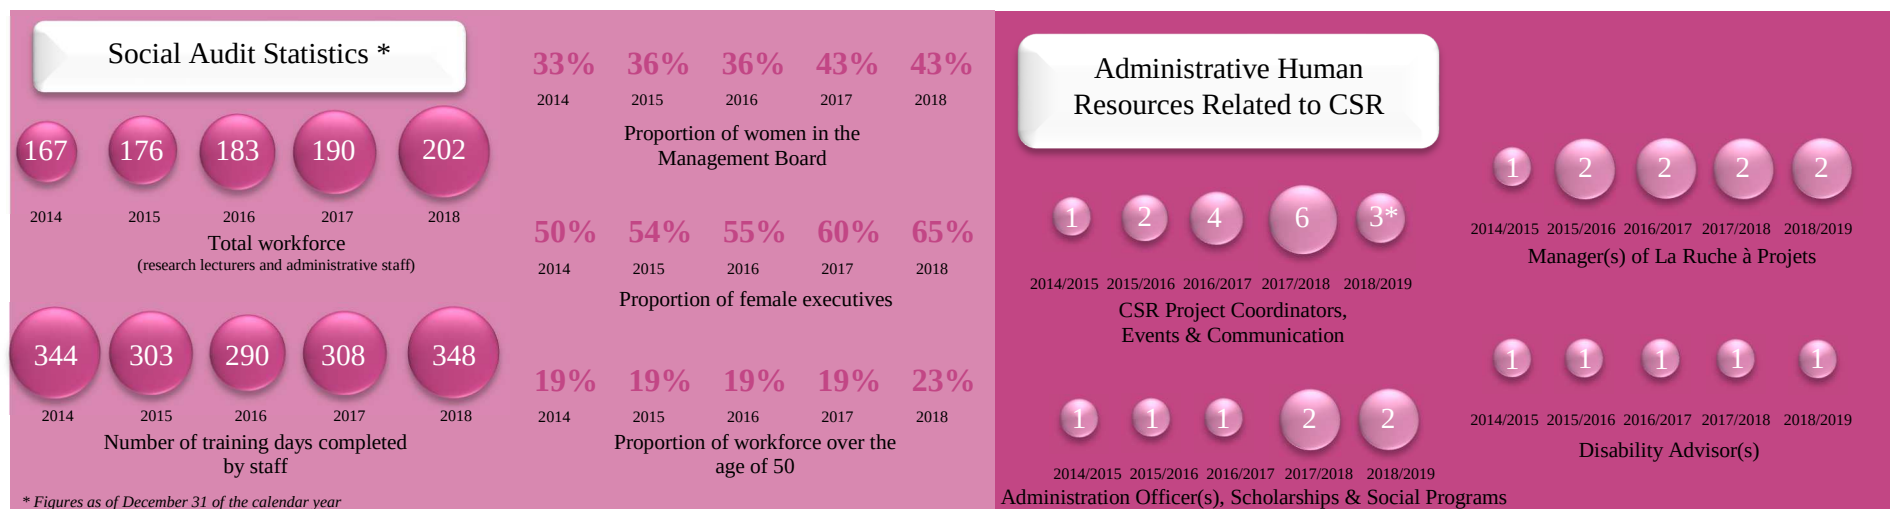 Social Audit Statistics *
167 176 183 190 202
2014 2015 2016 2017 2018
Total workforce
(research lecturers and administrative staff)
344 303 290 308 348
2014 2015 2016 2017 2018
Number of training days completed
by staff
* Figures as of December 31 of the calendar year
33% 36% 36% 43% 43%
2014 2015 2016 2017 2018
Proportion of women in the
Management Board
50% 54% 55% 60% 65%
2014 2015 2016 2017 2018
Proportion of female executives
19% 19% 19% 19% 23%
2014 2015 2016 2017 2018
Proportion of workforce over the
age of 50
Administrative Human
Resources Related to CSR
1 2 4 6 3*
2014/2015 2015/2016 2016/2017 2017/2018 2018/2019
CSR Project Coordinators,
Events & Communication
1 1 1 2 2
2014/2015 2015/2016 2016/2017 2017/2018 2018/2019
Administration Officer(s), Scholarships & Social Programs
1 2 2 2 2
2014/2015 2015/2016 2016/2017 2017/2018 2018/2019
Manager(s) of La Ruche à Projets
1 1 1 1 1
2014/2015 2015/2016 2016/2017 2017/2018 2018/2019
Disability Advisor(s)